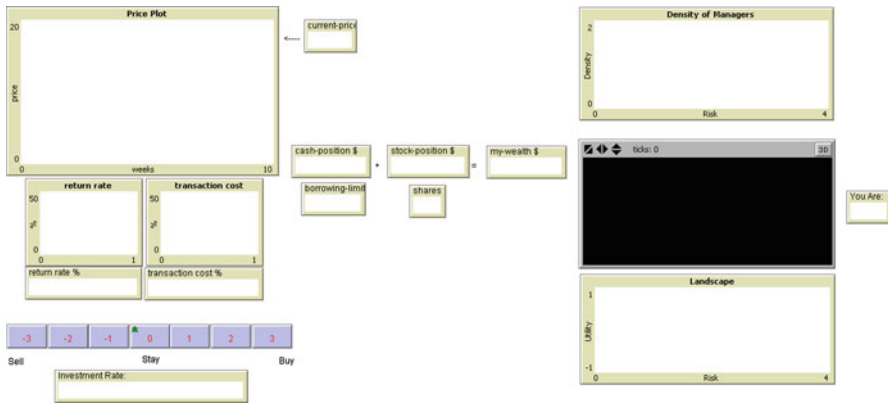 Price Plot
20
price
0
0
weeks
10
<----
current-price
return rate
50
%
0
0
1
transaction cost
50
%
0
0
1
return rate %
transaction cost %
-3
-2
-1
0
1
2
3
Sell
Stay
Buy
Investment Rate:
cash-position $
+
stock-position $
=
my-wealth $
borrowing-limit
shares
Density of Managers
2
Density
0
0
Risk
4
ticks: 0
3D
You Are:
Landscape
1
Utility
-1
0
Risk
4